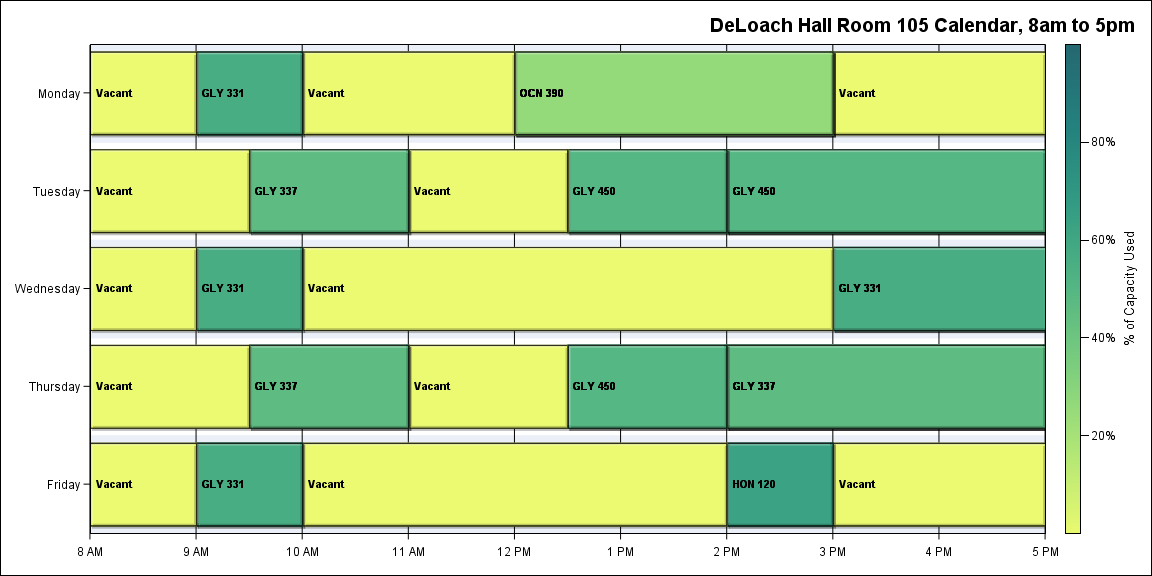 DeLoach Hall Room 105 Calendar, 8am to 5pm
Monday
Vacant
GLY 331
Vacant
OCN 390
Vacant
Tuesday
Vacant
GLY 337
Vacant
GLY 450
GLY 450
Wednesday
Vacant
GLY 331
Vacant
GLY 331
Thursday
Vacant
GLY 337
Vacant
GLY 450
GLY 337
Friday
Vacant
GLY 331
Vacant
HON 120
Vacant
8 AM
9 AM
10 AM
11 AM
12 PM
1 PM
2 PM
3 PM
4 PM
5 PM
80%
60%
40%
20%
% of Capacity Used